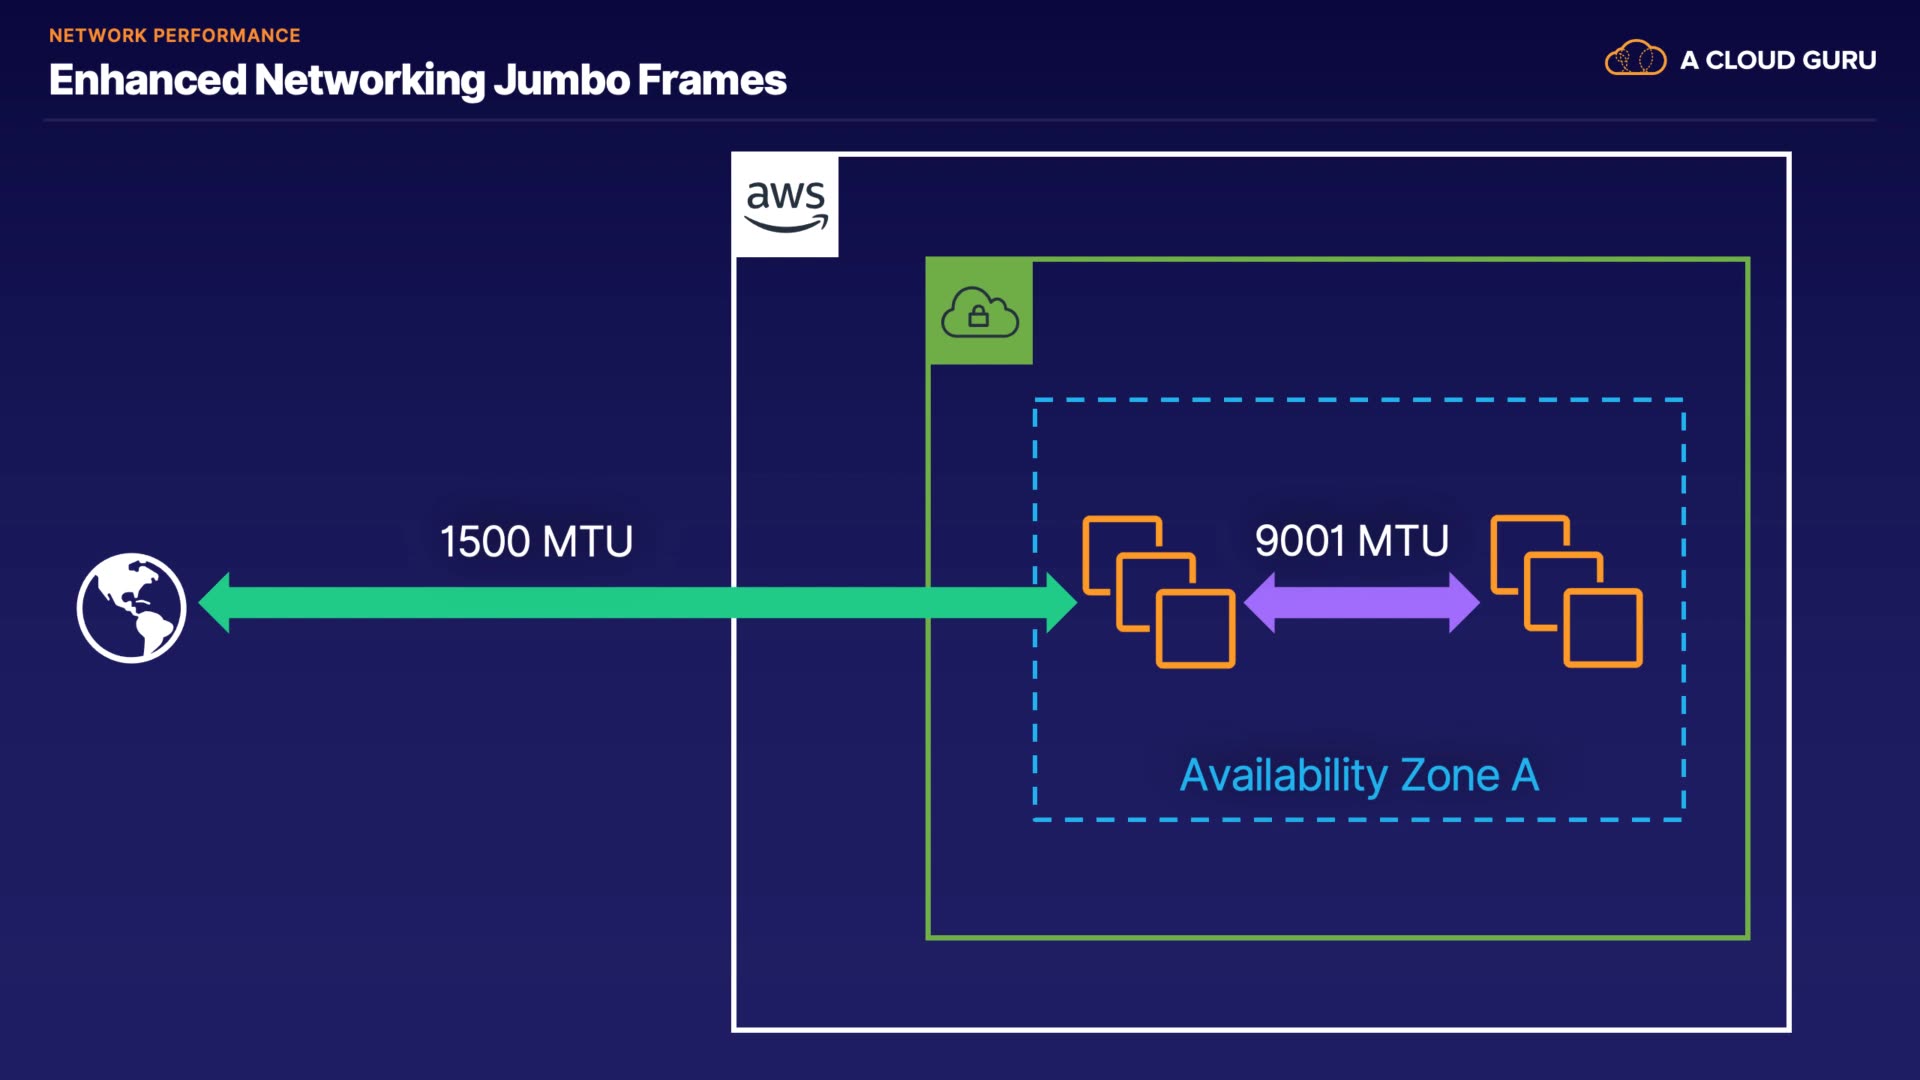 NETWORK PERFORMANCE
Enhanced Networking Jumbo Frames
A CLOUD GURU
aws
1500 MTU
9001 MTU
Availability Zone A